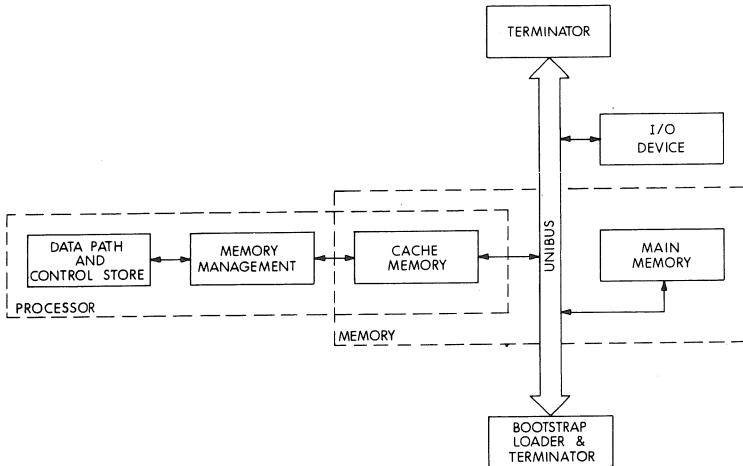 TERMINATOR
I/O
DEVICE
DATA PATH
AND
CONTROL STORE
MEMORY
MANAGEMENT
CACHE
MEMORY
UNIBUS
MAIN
MEMORY
PROCESSOR
MEMORY
BOOTSTRAP
LOADER &
TERMINATOR